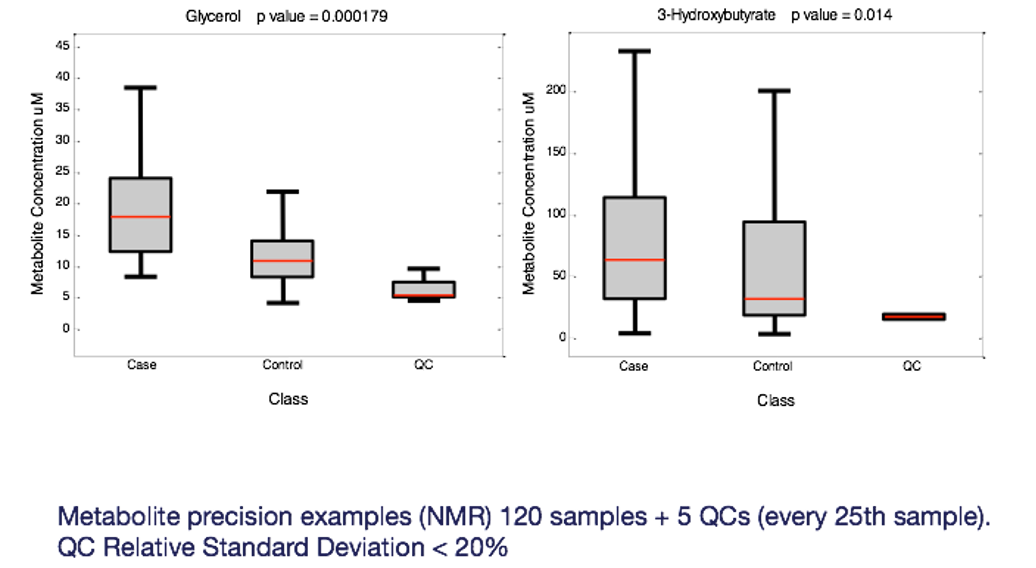 Glycerol p value = 0.000179
Metabolite Concentration uM
45
40
35
30
25
20
15
10
5
0
Case Control QC
Class
3-Hydroxybutyrate p value = 0.014
Metabolite Concentration uM
200
150
100
50
0
Case Control QC
Class
Metabolite precision examples (NMR) 120 samples + 5 QCs (every 25th sample).
QC Relative Standard Deviation < 20%